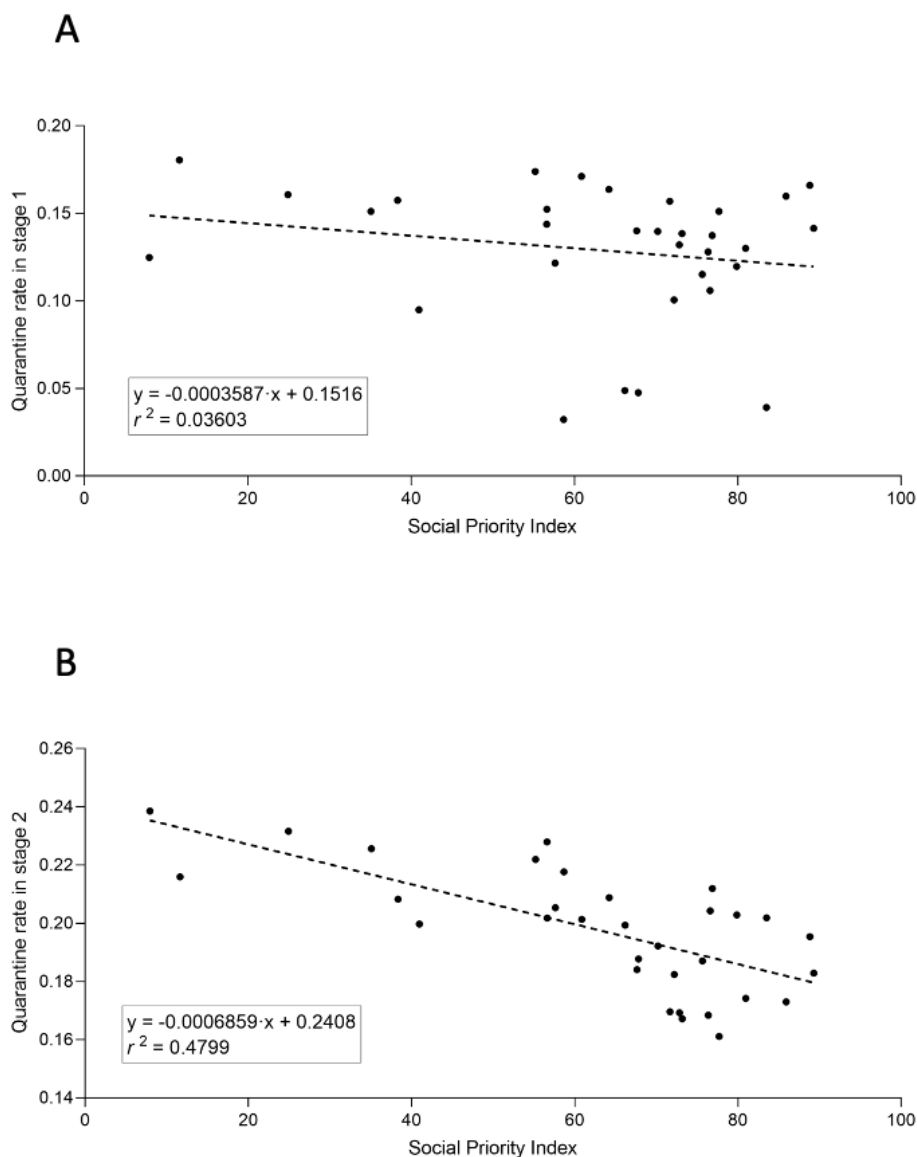 A
0.20
0.15
0.10
0.05
0.00
Quarantine rate in stage 1
y = -0.0003587·x + 0.1516
r 2 = 0.03603
0 20 40 60 80 100
Social Priority Index
B
0.26
0.24
0.22
0.20
0.18
0.16
0.14
Quarantine rate in stage 2
y = -0.0006859·x + 0.2408
r 2 = 0.4799
0 20 40 60 80 100
Social Priority Index